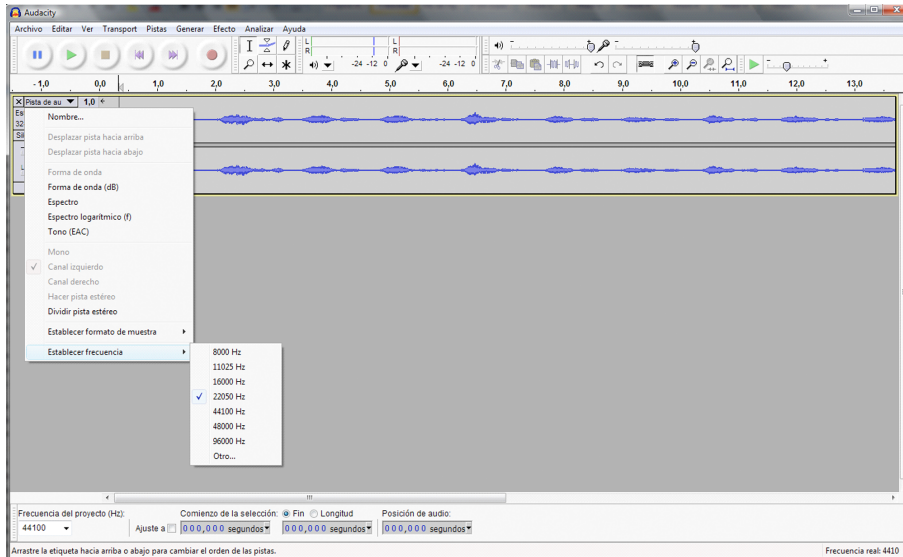 Audacity
Archivo Editar Ver Transport Pistas Generar Efecto Analizar Ayuda
L
R
L
R
-24 -12 0
-24 -12 0
-1,0 0,0 1,0 2,0 3,0 4,0 5,0 6,0 7,0 8,0 9,0 10,0 11,0 12,0 13,0
X Pista de au 1,0
Es
32
Nombre...
Desplazar pista hacia arriba
Desplazar pista hacia abajo
Forma de onda
Forma de onda (dB)
Espectro
Espectro logarítmico (f)
Tono (EAC)
Mono
Canal izquierdo
Canal derecho
Hacer pista estéreo
Dividir pista estéreo
Establecer formato de muestra
Establecer frecuencia
8000 Hz
11025 Hz
16000 Hz
22050 Hz
44100 Hz
48000 Hz
96000 Hz
Otro...
Frecuencia del proyecto (Hz): Comienzo de la selección: Fin Longitud Posición de audio:
44100 Ajuste a 000,000 segundos 000,000 segundos 000,000 segundos
Arrastre la etiqueta hacia arriba o abajo para cambiar el orden de las pistas. Frecuencia real: 4410